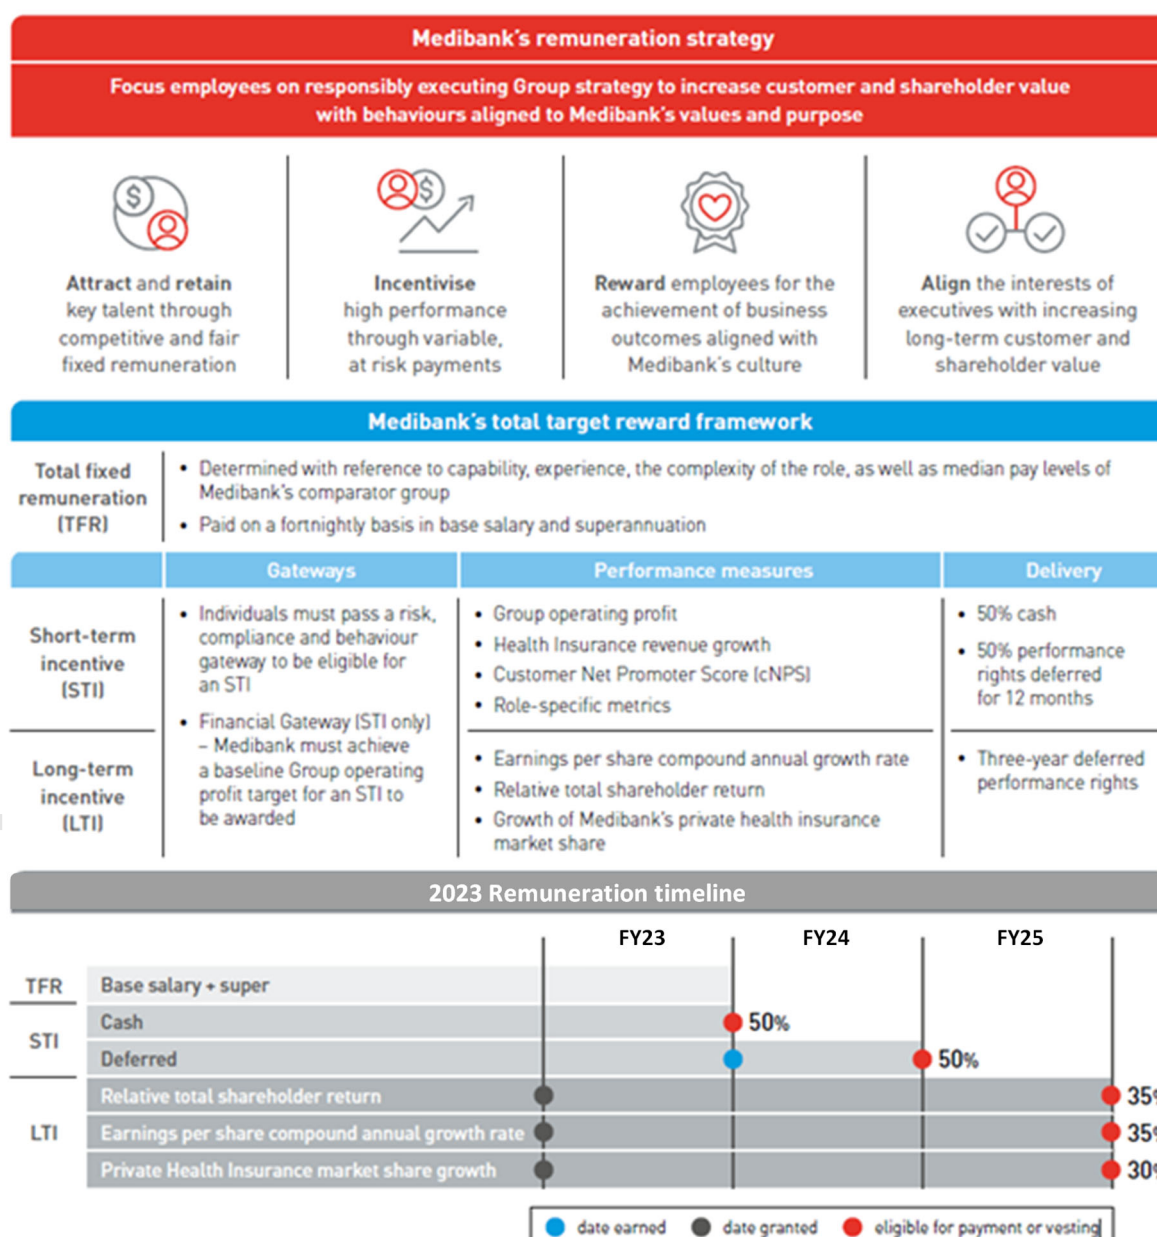 Medibank's remuneration strategy
Focus employees on responsibly executing Group strategy to increase customer and shareholder value
with behaviours aligned to Medibank's values and purpose
$
$
Attract and retain
key talent through
competitive and fair
fixed remuneration
Incentivise
high performance
through variable,
at risk payments
Reward employees for the
achievement of business
outcomes aligned with
Medibank's culture
Align the interests of
executives with increasing
long-term customer and
shareholder value
Medibank's total target reward framework
Total fixed
remuneration
(TFR)
• Determined with reference to capability, experience, the complexity of the role, as well as median pay levels of
Medibank's comparator group
• Paid on a fortnightly basis in base salary and superannuation
Gateways
Performance measures
Delivery
Short-term
incentive
(STI)
Long-term
incentive
(LTI)
• Individuals must pass a risk,
compliance and behaviour
gateway to be eligible for
an STI
• Financial Gateway (STI only)
– Medibank must achieve
a baseline Group operating
profit target for an STI to
be awarded
• Group operating profit
• Health Insurance revenue growth
• Customer Net Promoter Score (cNPS)
• Role-specific metrics
• Earnings per share compound annual growth rate
• Relative total shareholder return
• Growth of Medibank's private health insurance
market share
• 50% cash
• 50% performance
rights deferred
for 12 months
• Three-year deferred
performance rights
2023 Remuneration timeline
FY23 FY24 FY25
TFR
Base salary + super
STI
Cash 50%
Deferred 50%
LTI
Relative total shareholder return 35%
Earnings per share compound annual growth rate 35%
Private Health Insurance market share growth 30%
date earned date granted eligible for payment or vesting